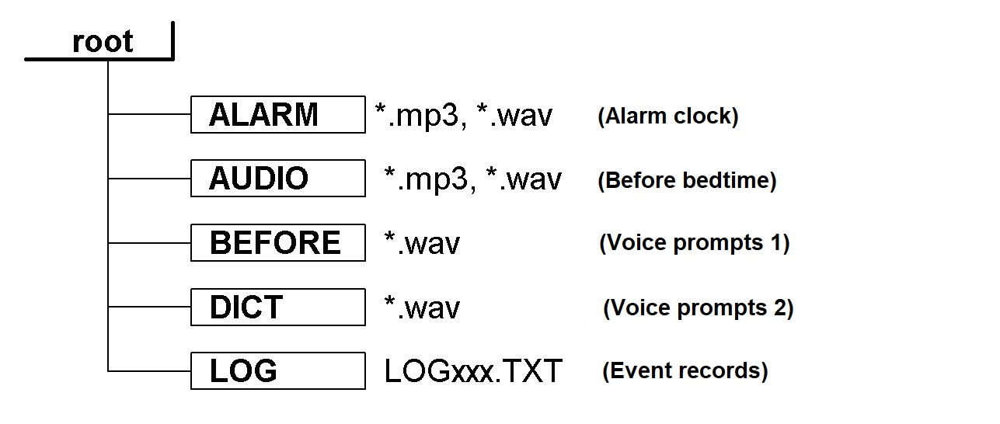 root
ALARM *.mp3, *.wav (Alarm clock)
AUDIO *.mp3, *.wav (Before bedtime)
BEFORE *.wav (Voice prompts 1)
DICT *.wav (Voice prompts 2)
LOG LOGxxx.TXT (Event records)